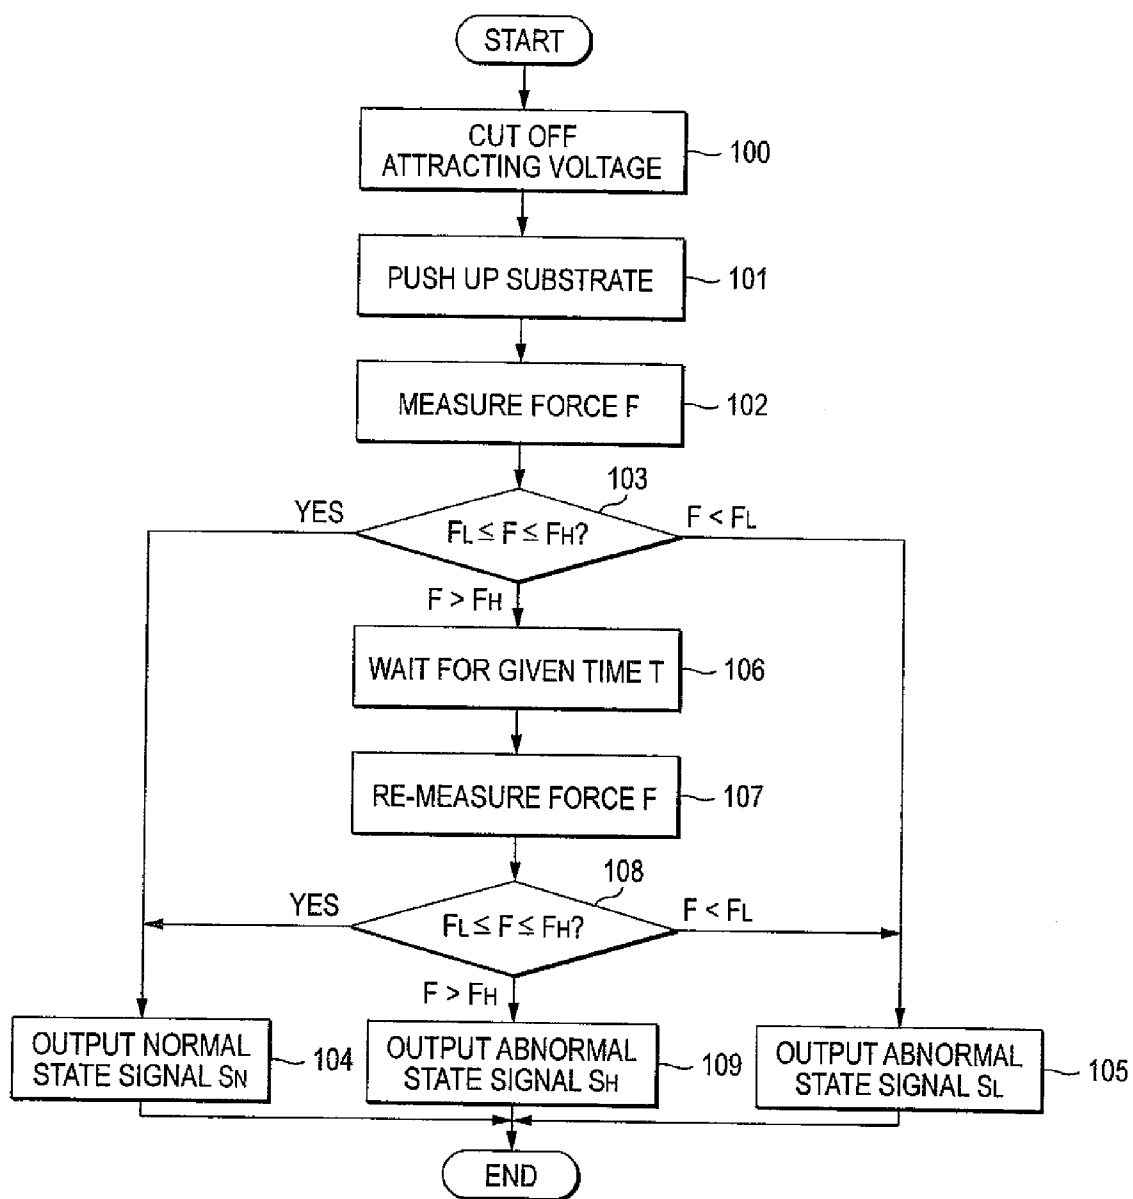 START
CUT OFF
ATTRACTING VOLTAGE
100
PUSH UP SUBSTRATE
101
MEASURE FORCE F
102
103
YES
FL ≤ F ≤ FH?
F < FL
F > FH
WAIT FOR GIVEN TIME T
106
RE-MEASURE FORCE F
107
108
YES
FL ≤ F ≤ FH?
F < FL
F > FH
OUTPUT NORMAL
STATE SIGNAL SN
104
OUTPUT ABNORMAL
STATE SIGNAL SH
109
OUTPUT ABNORMAL
STATE SIGNAL SL
105
END